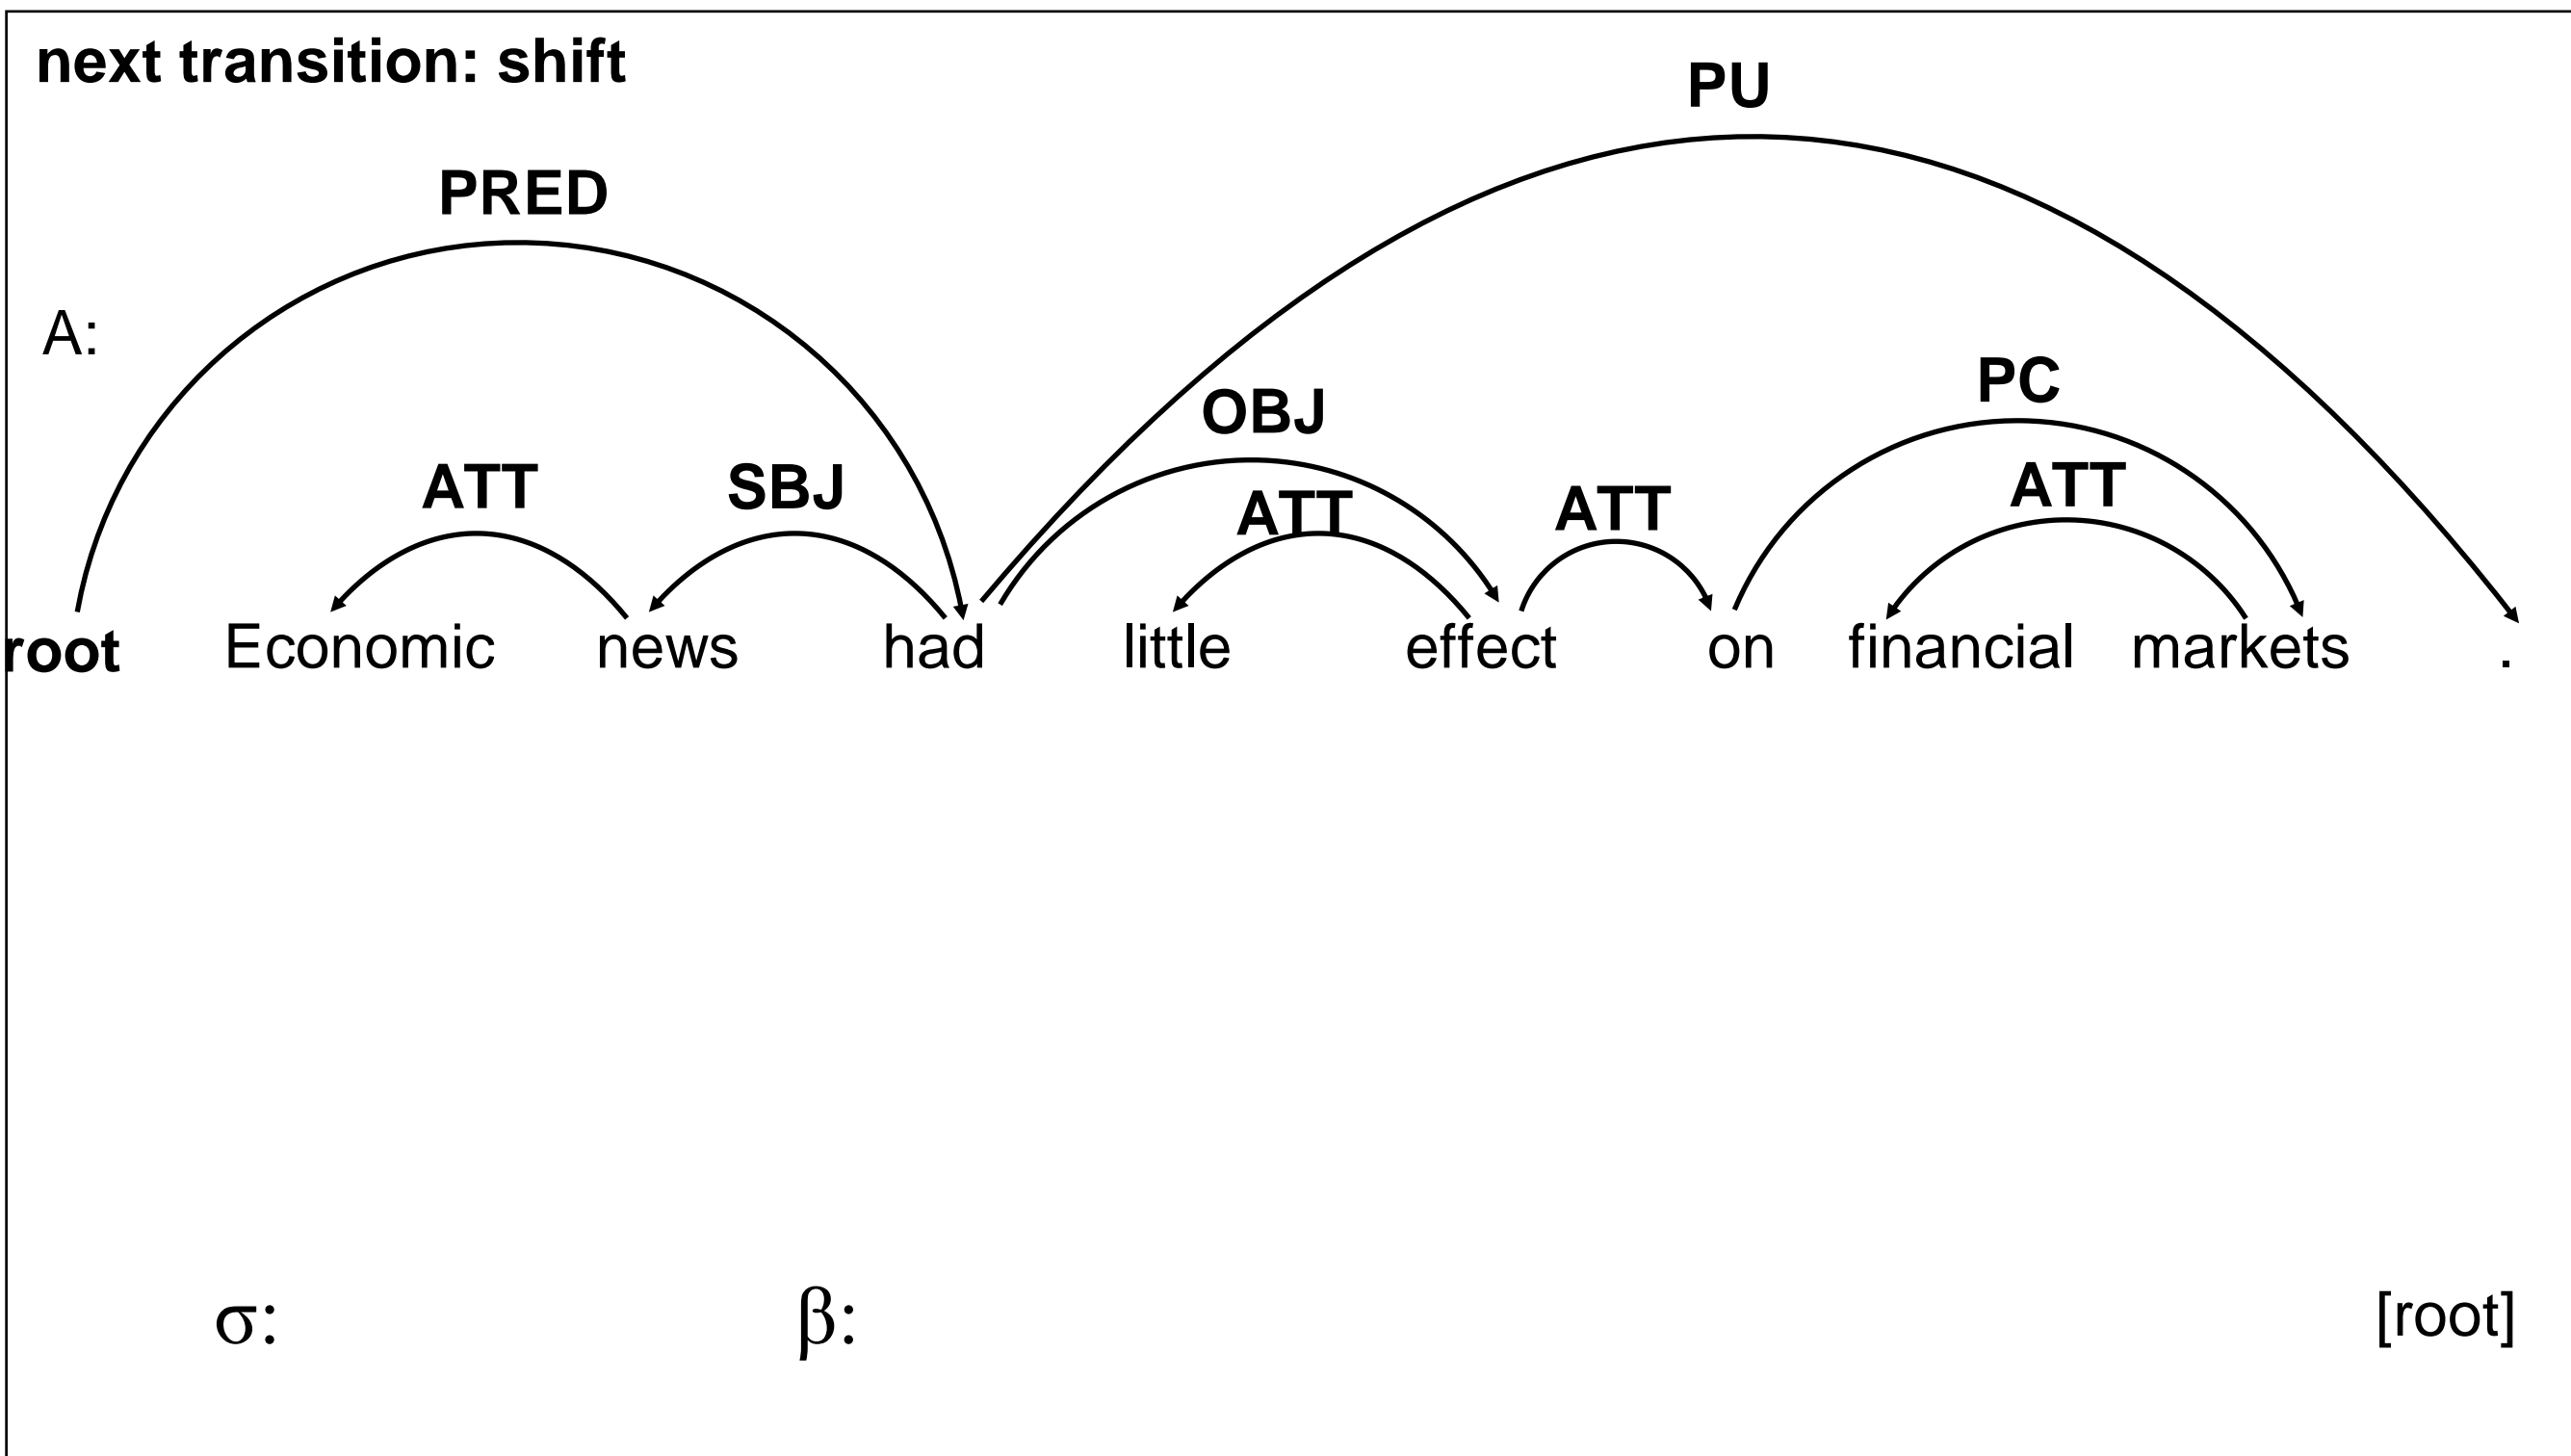 next transition: shift
PU
PRED
A:
PC
OBJ
ATT SBJ ATT ATT ATT
root Economic news had little effect on financial markets .
σ: β: [root]